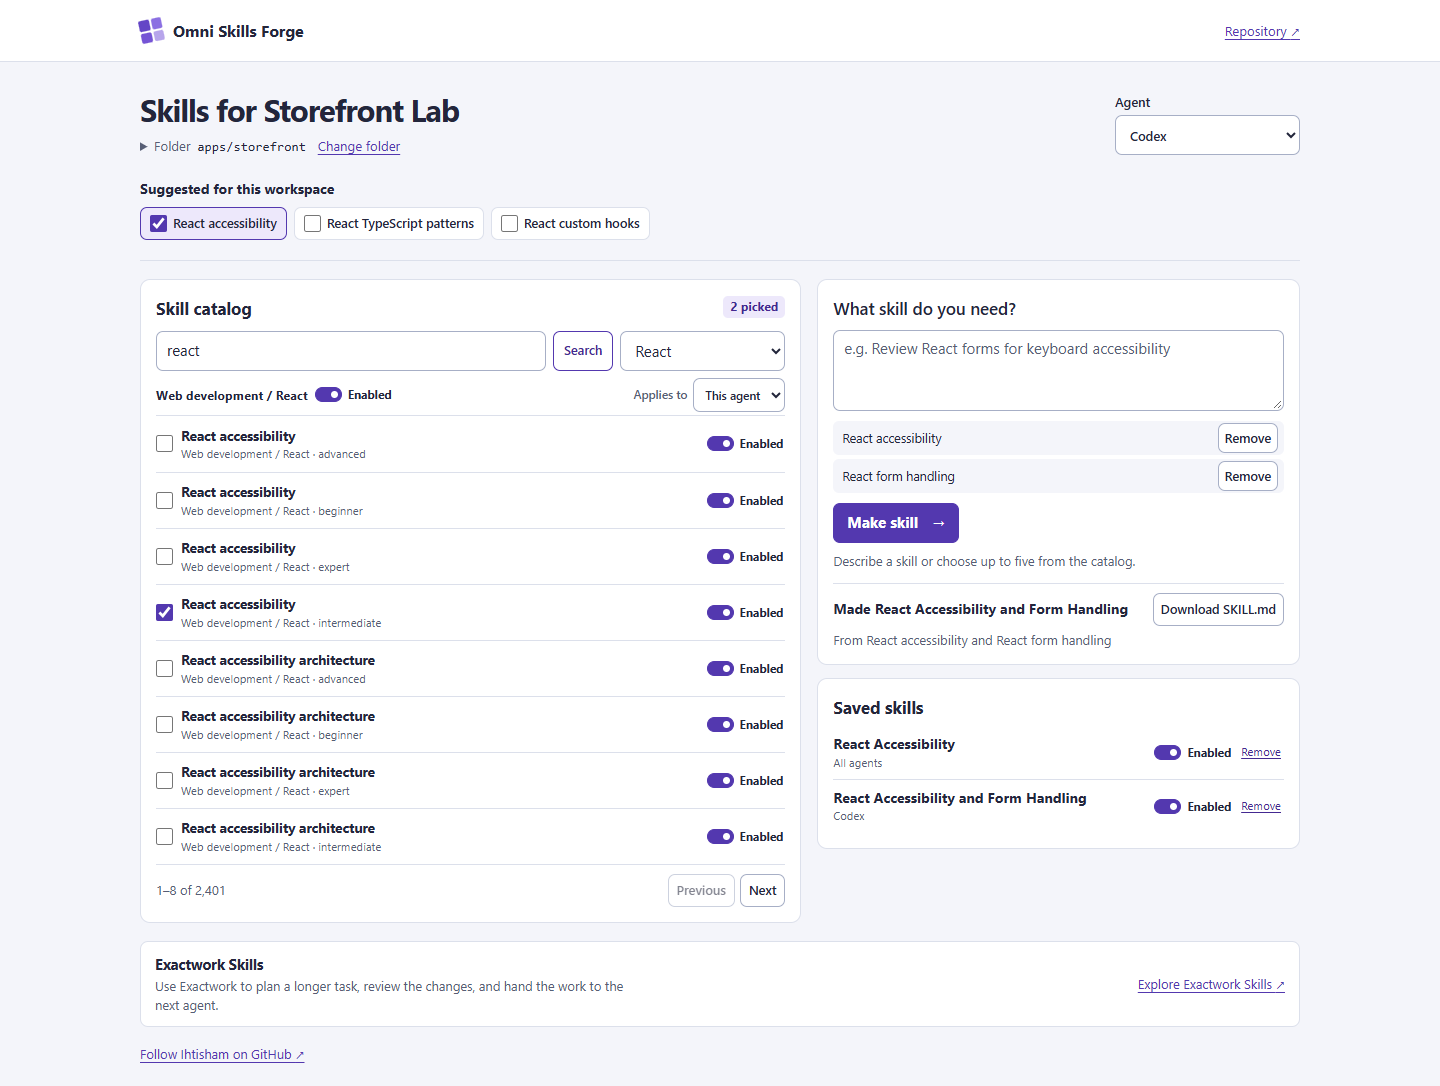 Omni Skills Forge
Repository ↗
Skills for Storefront Lab
Agent
Codex
Folder apps/storefront Change folder
Suggested for this workspace
React accessibility
React TypeScript patterns
React custom hooks
Skill catalog
2 picked
react
Search
React
Web development / React
Enabled
Applies to
This agent
React accessibility
Web development / React · advanced
Enabled
React accessibility
Web development / React · beginner
Enabled
React accessibility
Web development / React · expert
Enabled
React accessibility
Web development / React · intermediate
Enabled
React accessibility architecture
Web development / React · advanced
Enabled
React accessibility architecture
Web development / React · beginner
Enabled
React accessibility architecture
Web development / React · expert
Enabled
React accessibility architecture
Web development / React · intermediate
Enabled
1–8 of 2,401
Previous
Next
What skill do you need?
e.g. Review React forms for keyboard accessibility
React accessibility
Remove
React form handling
Remove
Make skill →
Describe a skill or choose up to five from the catalog.
Made React Accessibility and Form Handling
Download SKILL.md
From React accessibility and React form handling
Saved skills
React Accessibility
All agents
Enabled
Remove
React Accessibility and Form Handling
Codex
Enabled
Remove
Exactwork Skills
Use Exactwork to plan a longer task, review the changes, and hand the work to the
next agent.
Explore Exactwork Skills ↗
Follow Ihtisham on GitHub ↗